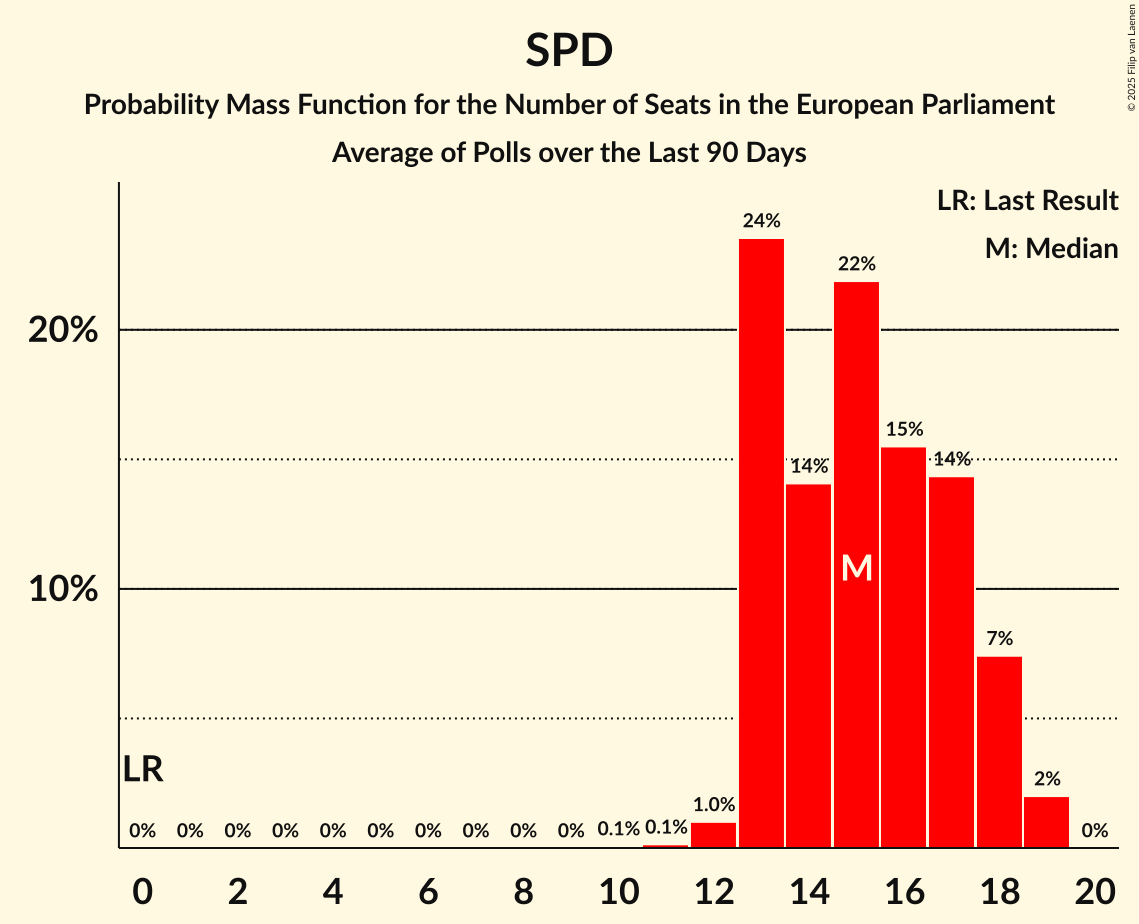 SPD
Probability Mass Function for the Number of Seats in the European Parliament
Average of Polls over the Last 90 Days
© 2025 Filip van Laenen
LR: Last Result
M: Median
24%
22%
20%
15%
14%
14%
M
10%
7%
LR
2%
1.0%
0% 0% 0% 0% 0% 0% 0% 0% 0% 0% 0.1% 0.1% 0%
0 2 4 6 8 10 12 14 16 18 20